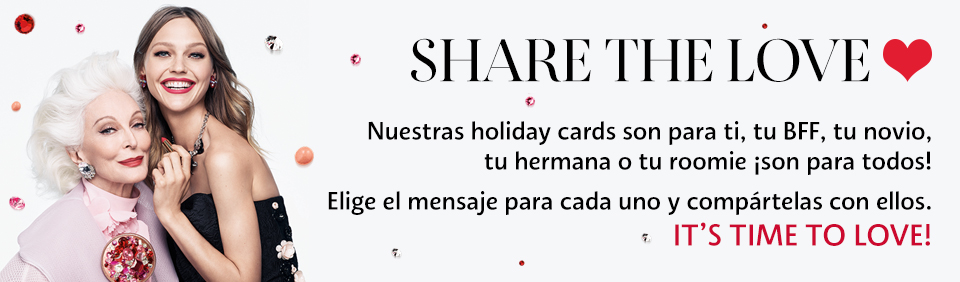 SHARE THE LOVE
Nuestras holiday cards son para ti, tu BFF, tu novio,
tu hermana o tu roomie ¡son para todos!
Elige el mensaje para cada uno y compártelas con ellos.
IT'S TIME TO LOVE!